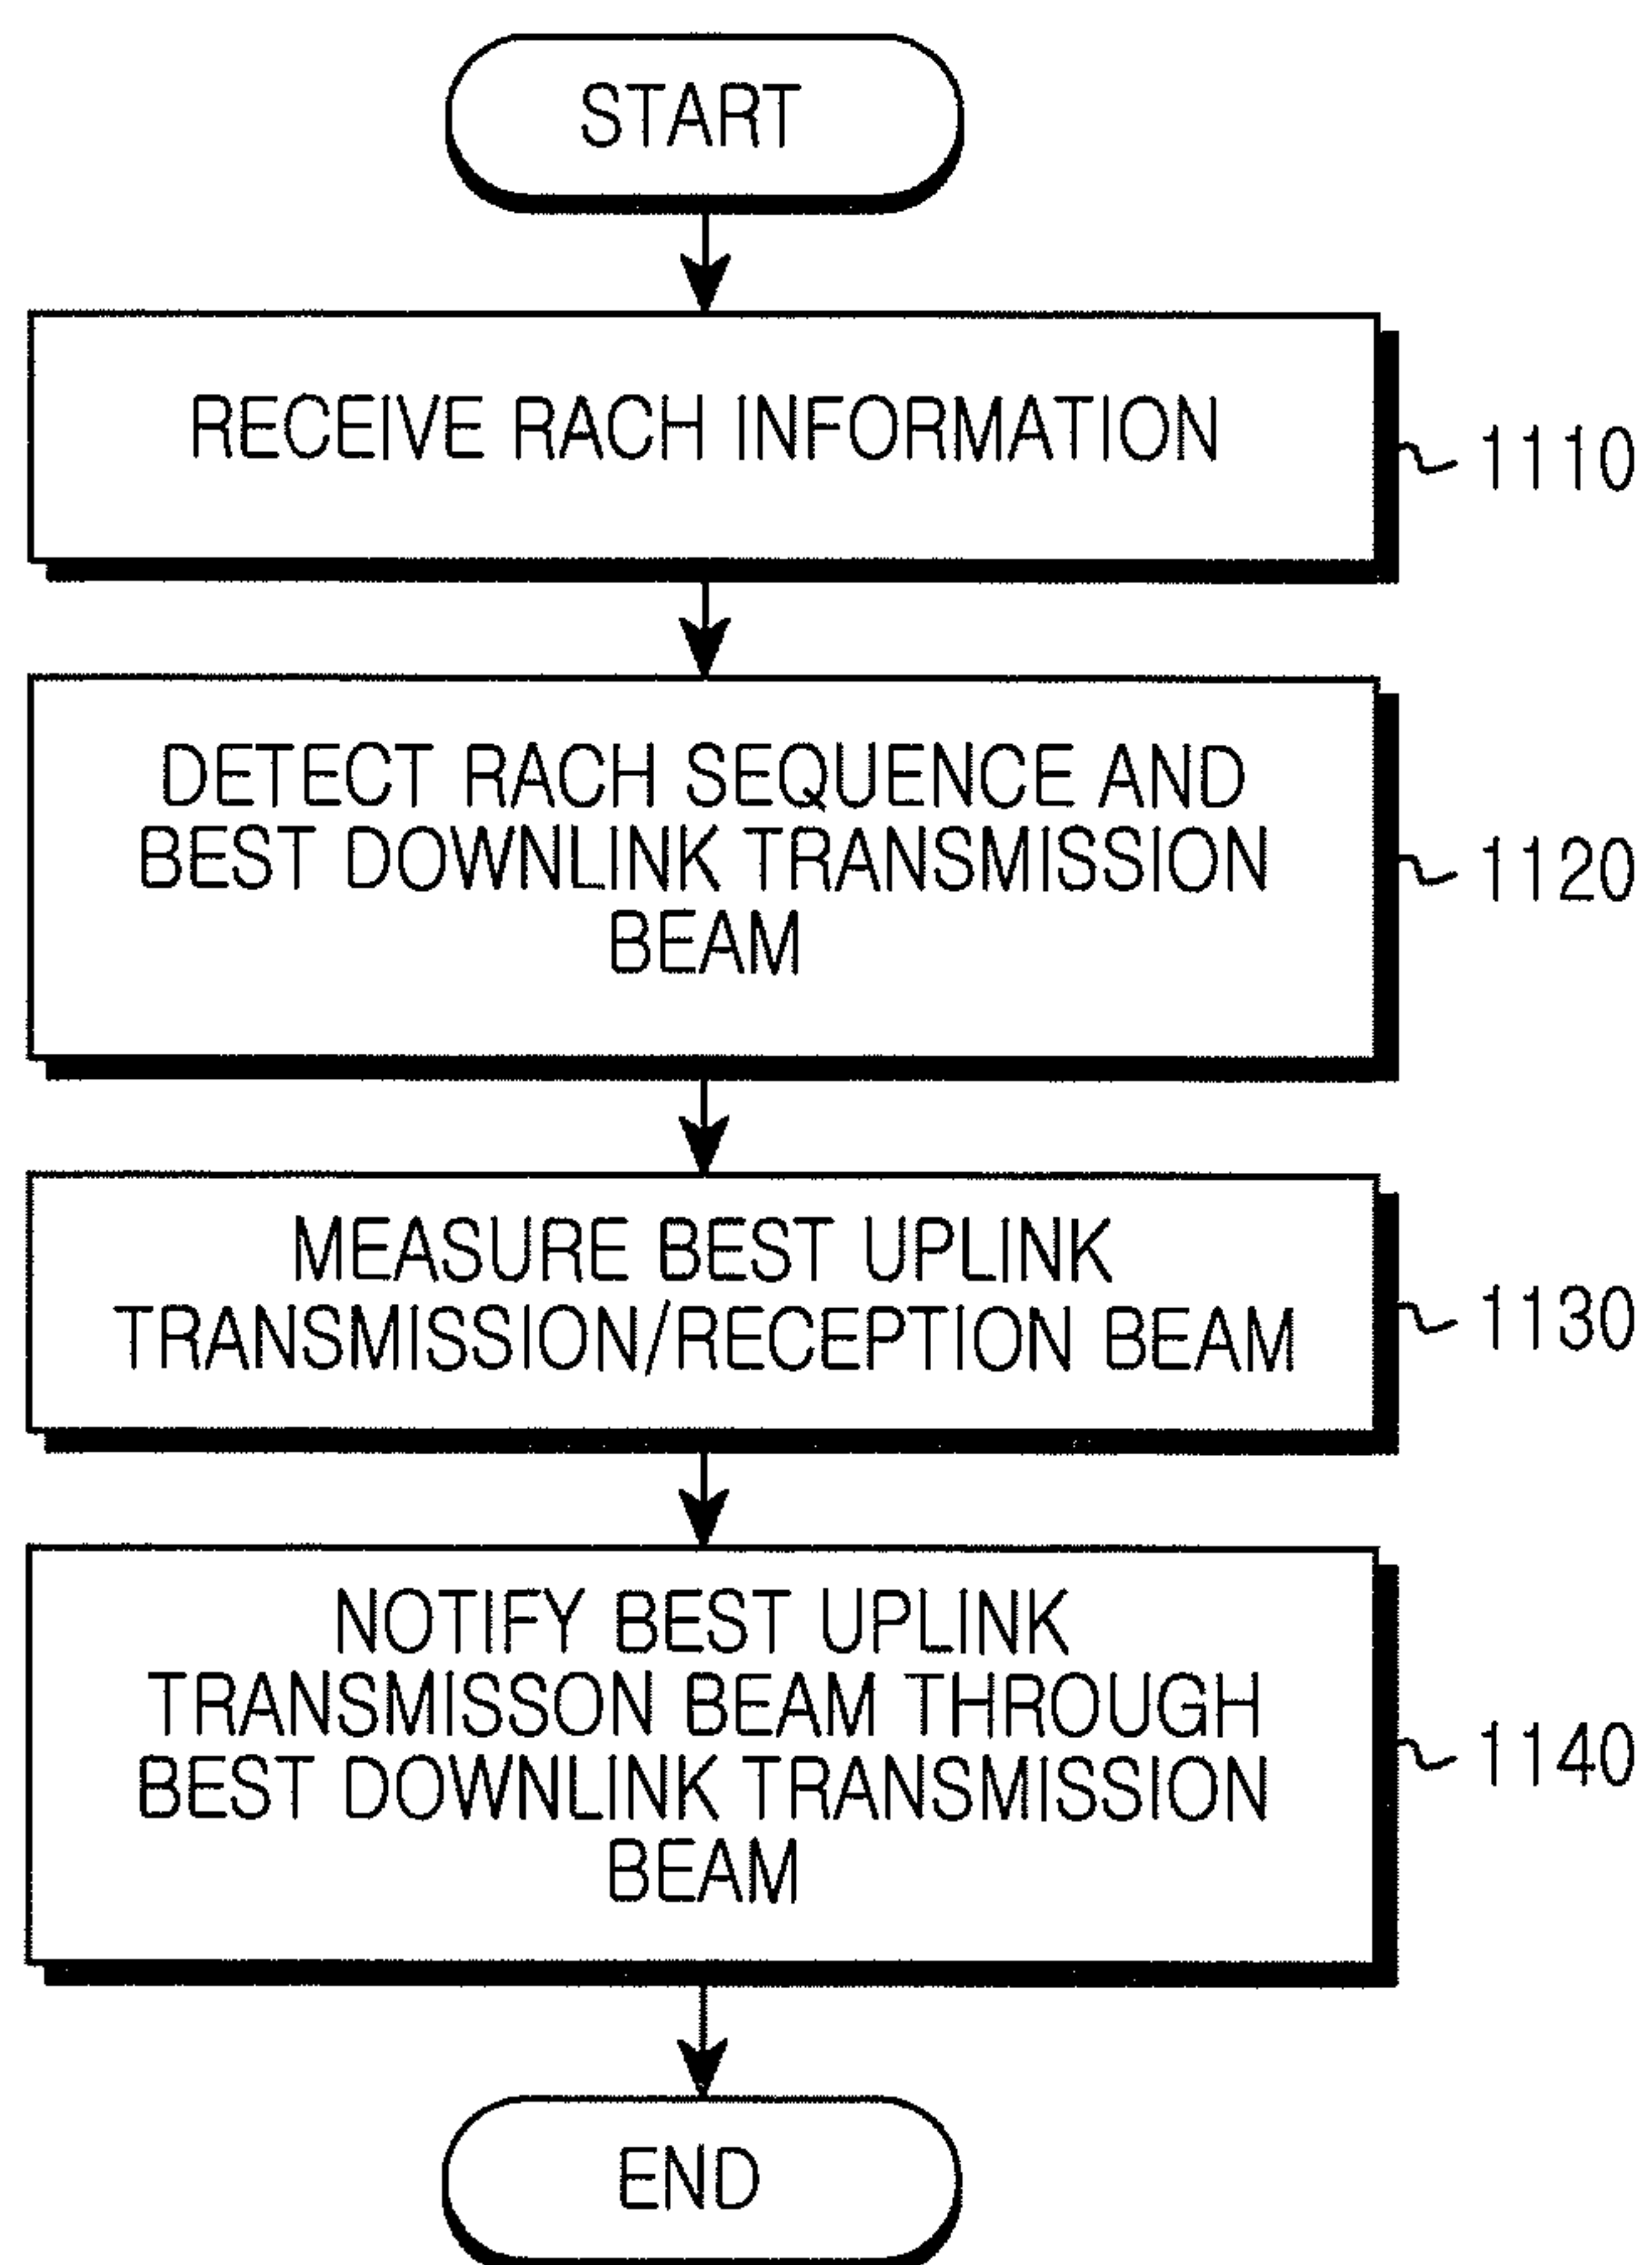 START
RECEIVE RACH INFORMATION
1110
DETECT RACH SEQUENCE AND
BEST DOWNLINK TRANSMISSION
BEAM
1120
MEASURE BEST UPLINK
TRANSMISSION/RECEPTION BEAM
1130
NOTIFY BEST UPLINK
TRANSMISSON BEAM THROUGH
BEST DOWNLINK TRANSMISSION
BEAM
1140
END